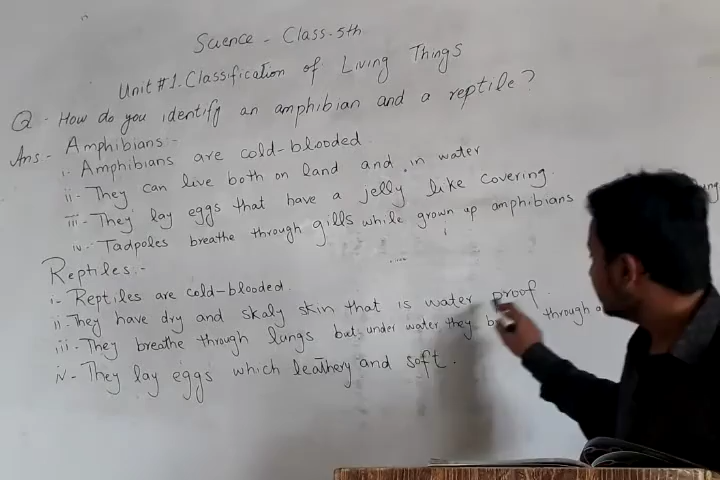 Science - Class-5th
Unit #1. Classification of Living Things
Q - How do you identify an amphibian and a reptile?
Ans- Amphibians:-
i- Amphibians are cold-blooded.
ii- They can live both on land and in water
iii- They lay eggs that have a jelly like covering.
iv- Tadpoles breathe through gills while grown up amphibians
Reptiles:-
i- Reptiles are cold-blooded.
ii- They have dry and skaly skin that is water proof.
iii- They breathe through lungs but under water they through
iv- They lay eggs which leathery and soft.